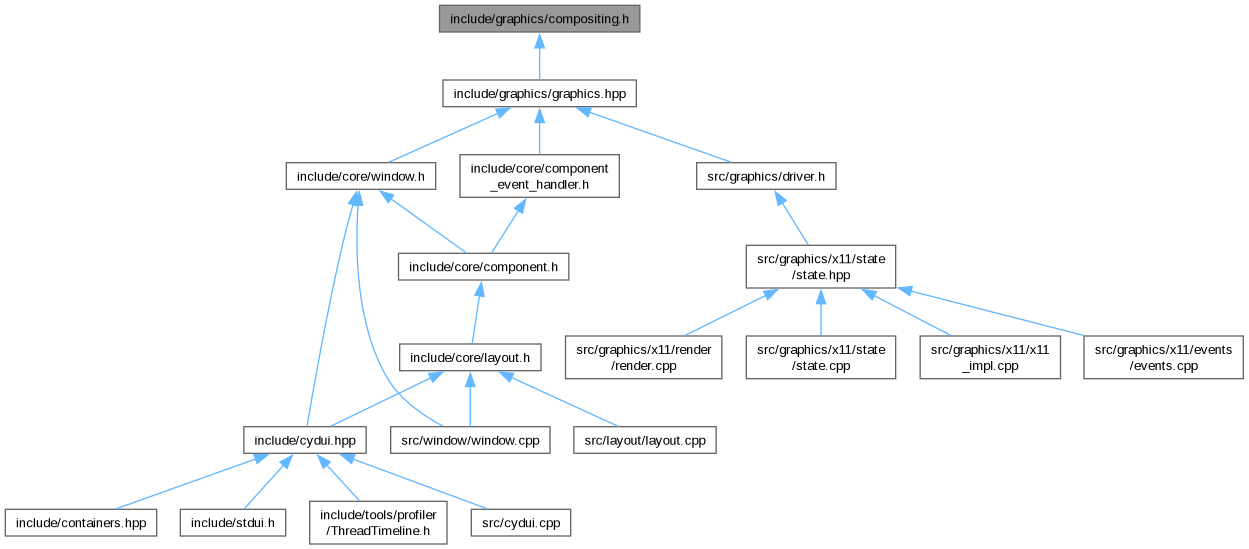 include/graphics/compositing.h
include/graphics/graphics.hpp
include/core/window.h
include/core/component
_event_handler.h
src/graphics/driver.h
include/core/component.h
src/graphics/x11/state
/state.hpp
include/core/layout.h
src/graphics/x11/render
/render.cpp
src/graphics/x11/state
/state.cpp
src/graphics/x11/x11
_impl.cpp
src/graphics/x11/events
/events.cpp
include/cydui.hpp
src/window/window.cpp
src/layout/layout.cpp
include/containers.hpp
include/stdui.h
include/tools/profiler
/ThreadTimeline.h
src/cydui.cpp